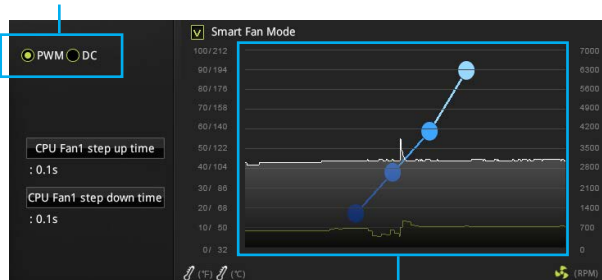 V Smart Fan Mode
PWM DC
100/212 7000
90/194 6300
80/176 5600
70/158 4900
60/140 4200
50/122 3500
40/104 2800
30/ 86 2100
20/ 68 1400
10/ 50 700
0/ 32 0
CPU Fan1 step up time
: 0.1s
CPU Fan1 step down time
: 0.1s
(°F) (°C) (RPM)